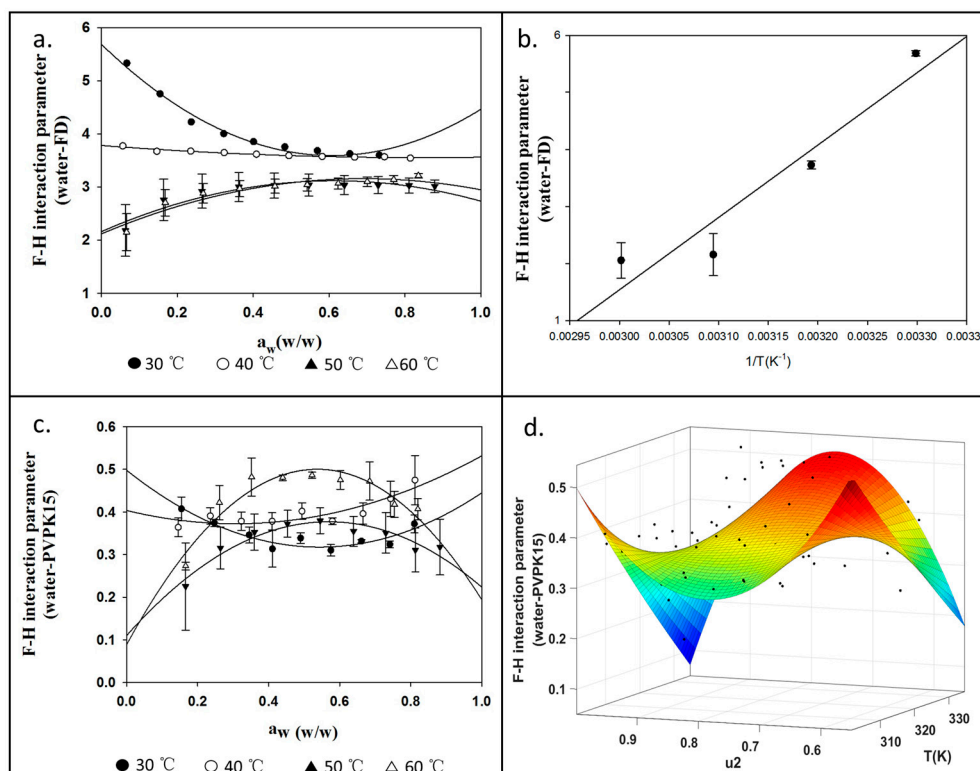 a.
6
5
4
3
2
1
F-H interaction parameter
(water-FD)
0.0 0.2 0.4 0.6 0.8 1.0
a_w(w/w)
30 ℃ 40 ℃ 50 ℃ 60 ℃
b.
6
1
F-H interaction parameter
(water-FD)
0.00295 0.00300 0.00305 0.00310 0.00315 0.00320 0.00325 0.00330 0.0033
1/T(K⁻¹)
c.
0.6
0.5
0.4
0.3
0.2
0.1
0.0
F-H interaction parameter
(water-PVPK15)
0.0 0.2 0.4 0.6 0.8 1.0
aw (w/w)
30 ℃ 40 ℃ 50 ℃ 60 ℃
d.
0.5
0.4
0.3
0.2
0.1
F-H interaction parameter
(water-PVPK15)
0.9 0.8 0.7 0.6
u2
310 320 330
T(K)